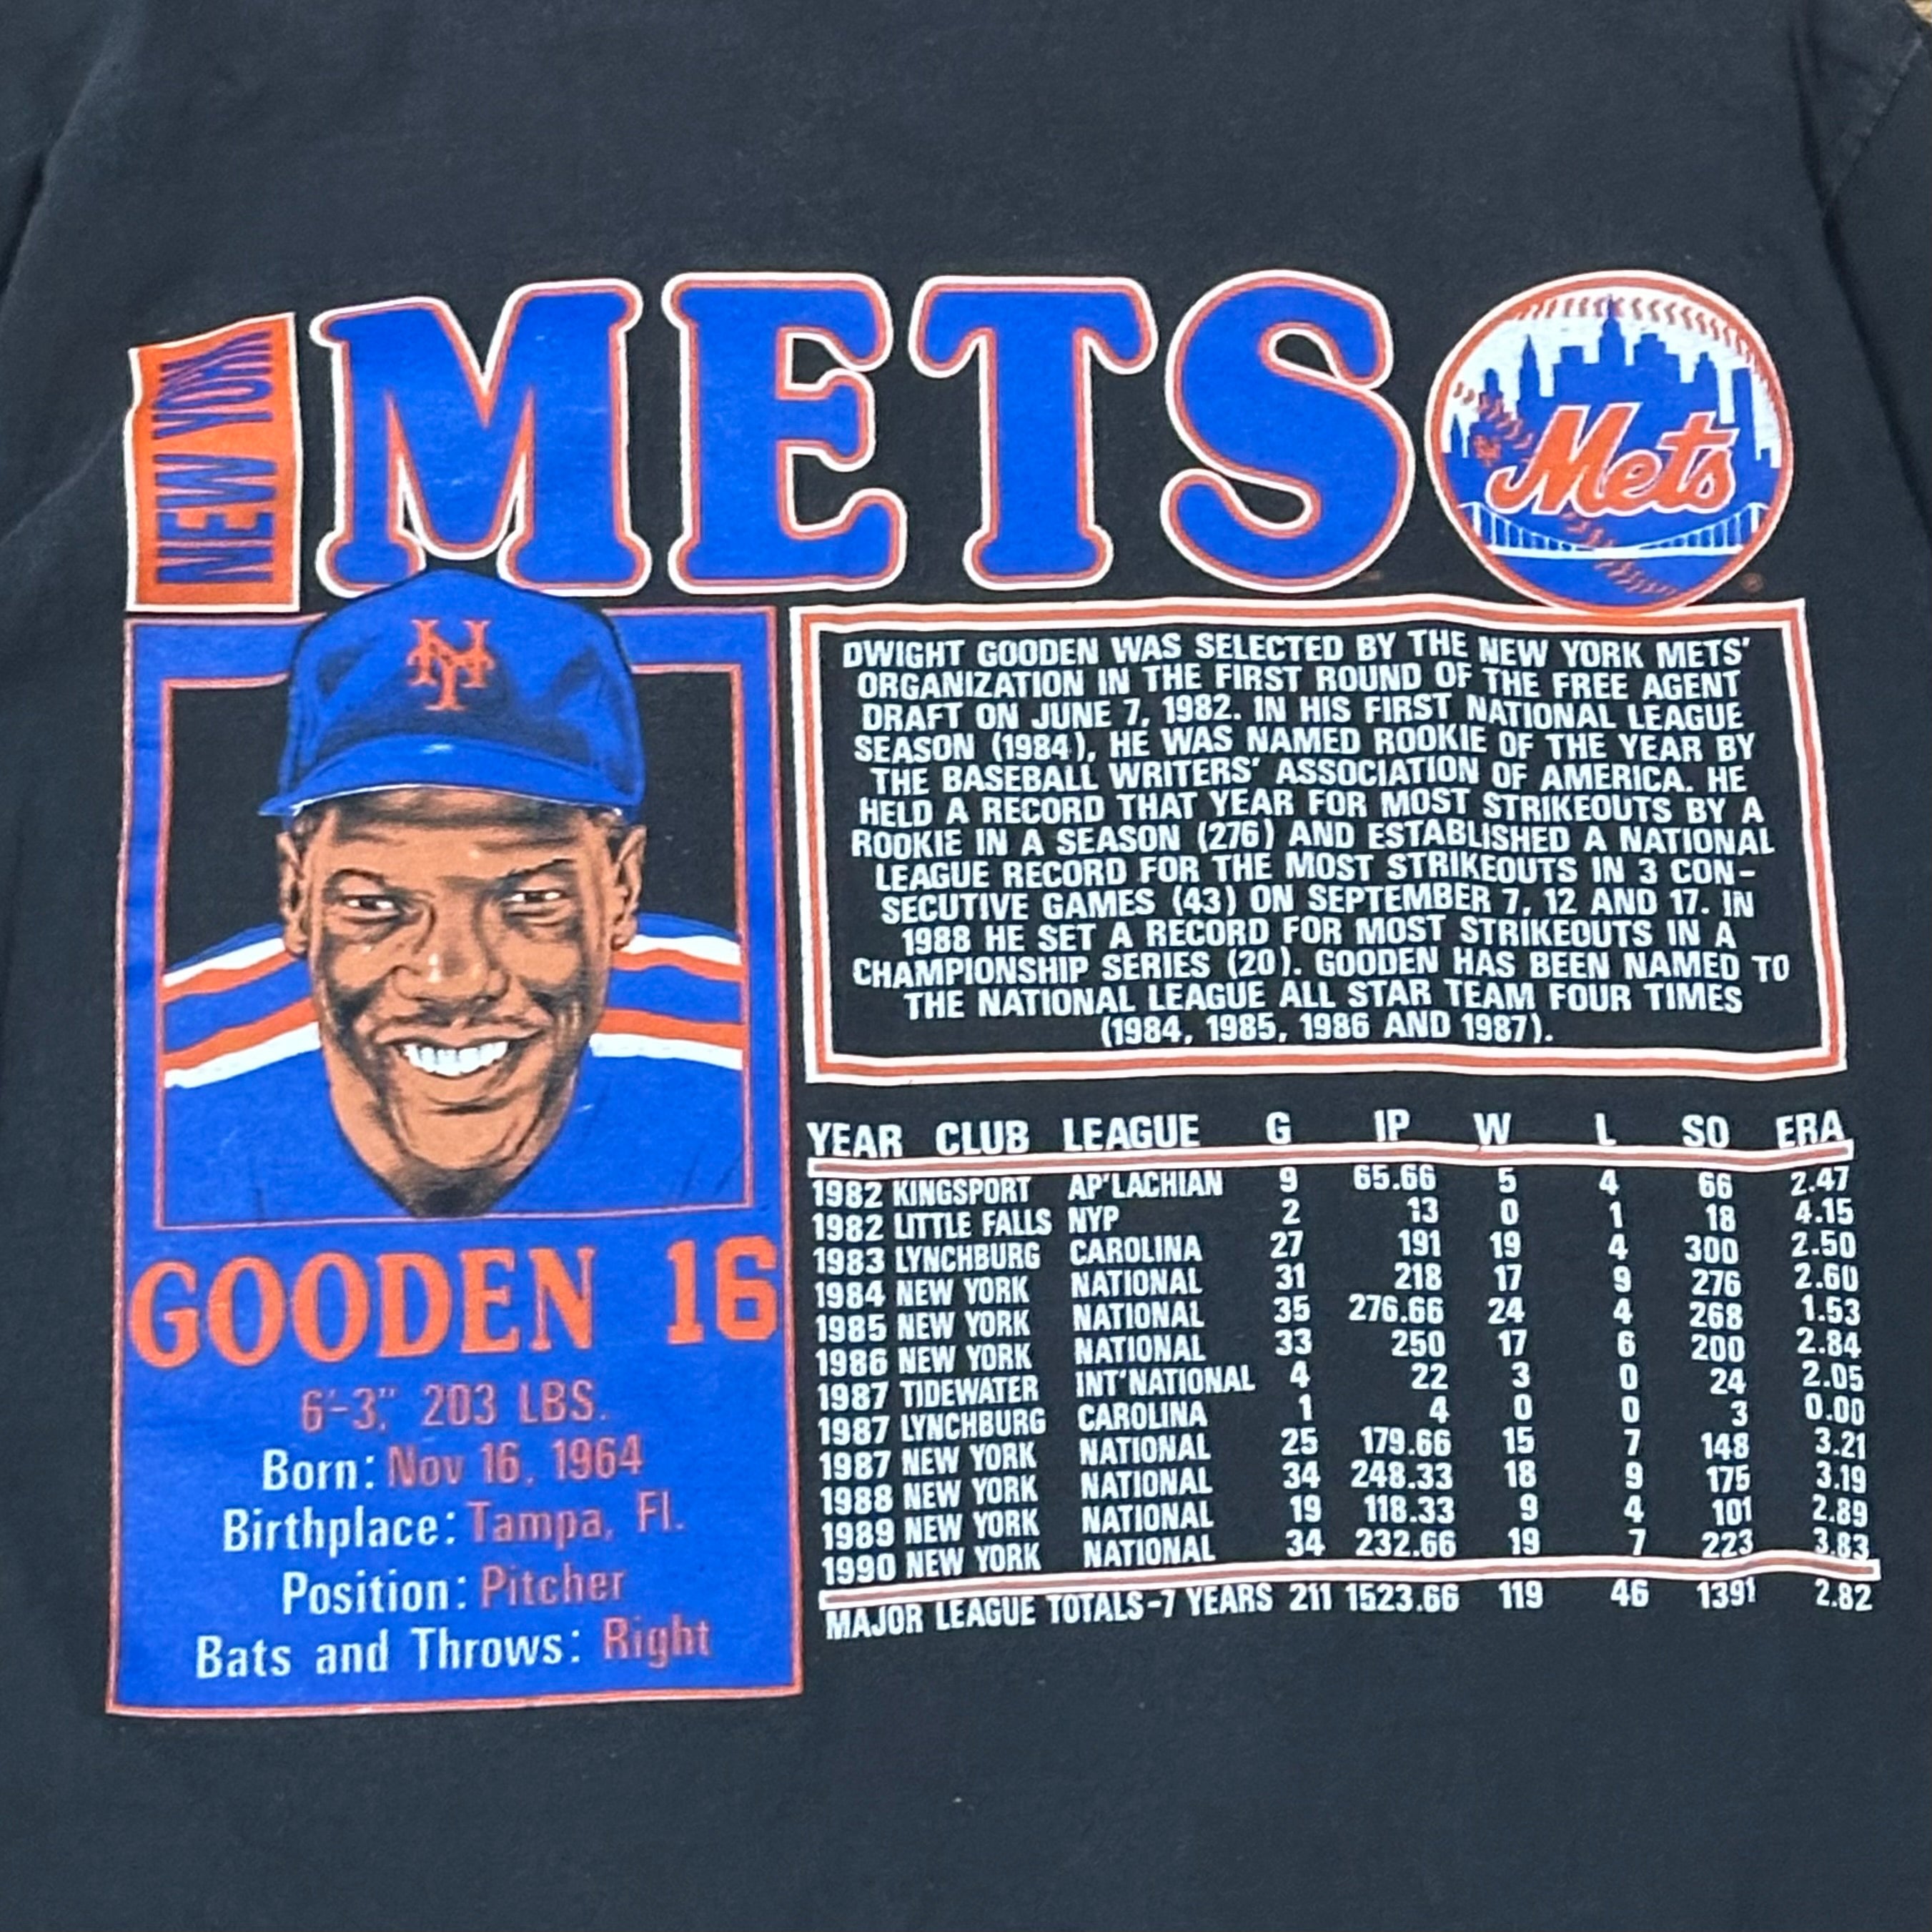 NEW YORK
METS
Mets
NY
DWIGHT GOODEN WAS SELECTED BY THE NEW YORK METS'
ORGANIZATION IN THE FIRST ROUND OF THE FREE AGENT
DRAFT ON JUNE 7, 1982. IN HIS FIRST NATIONAL LEAGUE
SEASON (1984), HE WAS NAMED ROOKIE OF THE YEAR BY
THE BASEBALL WRITERS' ASSOCIATION OF AMERICA. HE
HELD A RECORD THAT YEAR FOR MOST STRIKEOUTS BY A
ROOKIE IN A SEASON (276) AND ESTABLISHED A NATIONAL
LEAGUE RECORD FOR THE MOST STRIKEOUTS IN 3 CON-
SECUTIVE GAMES (43) ON SEPTEMBER 7, 12 AND 17. IN
1988 HE SET A RECORD FOR MOST STRIKEOUTS IN A
CHAMPIONSHIP SERIES (20). GOODEN HAS BEEN NAMED TO
THE NATIONAL LEAGUE ALL STAR TEAM FOUR TIMES
(1984, 1985, 1986 AND 1987).
GOODEN 16
6'-3," 203 LBS.
Born: Nov 16, 1964
Birthplace: Tampa, Fl.
Position: Pitcher
Bats and Throws: Right
YEAR CLUB LEAGUE G IP W L SO ERA
1982 KINGSPORT AP'LACHIAN 9 65.66 5 4 66 2.47
1982 LITTLE FALLS NYP 2 13 0 1 18 4.15
1983 LYNCHBURG CAROLINA 27 191 19 4 300 2.50
1984 NEW YORK NATIONAL 31 218 17 9 276 2.60
1985 NEW YORK NATIONAL 35 276.66 24 4 268 1.53
1986 NEW YORK NATIONAL 33 250 17 6 200 2.84
1987 TIDEWATER INT'NATIONAL 4 22 3 0 24 2.05
1987 LYNCHBURG CAROLINA 1 4 0 0 3 0.00
1987 NEW YORK NATIONAL 25 179.66 15 7 148 3.21
1988 NEW YORK NATIONAL 34 248.33 18 9 175 3.19
1989 NEW YORK NATIONAL 19 118.33 9 4 101 2.89
1990 NEW YORK NATIONAL 34 232.66 19 7 223 3.83
MAJOR LEAGUE TOTALS-7 YEARS 211 1523.66 119 46 1391 2.82